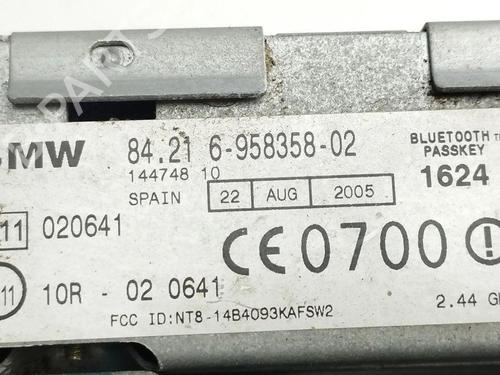 BMW 84.21 6-958358-02
144748 10
SPAIN 22 AUG 2005
BLUETOOTH TM
PASSKEY
1624
11 020641
CE0700
11 10R - 02 0641
2.44 G
FCC ID:NT8-14B4093KAFSW2